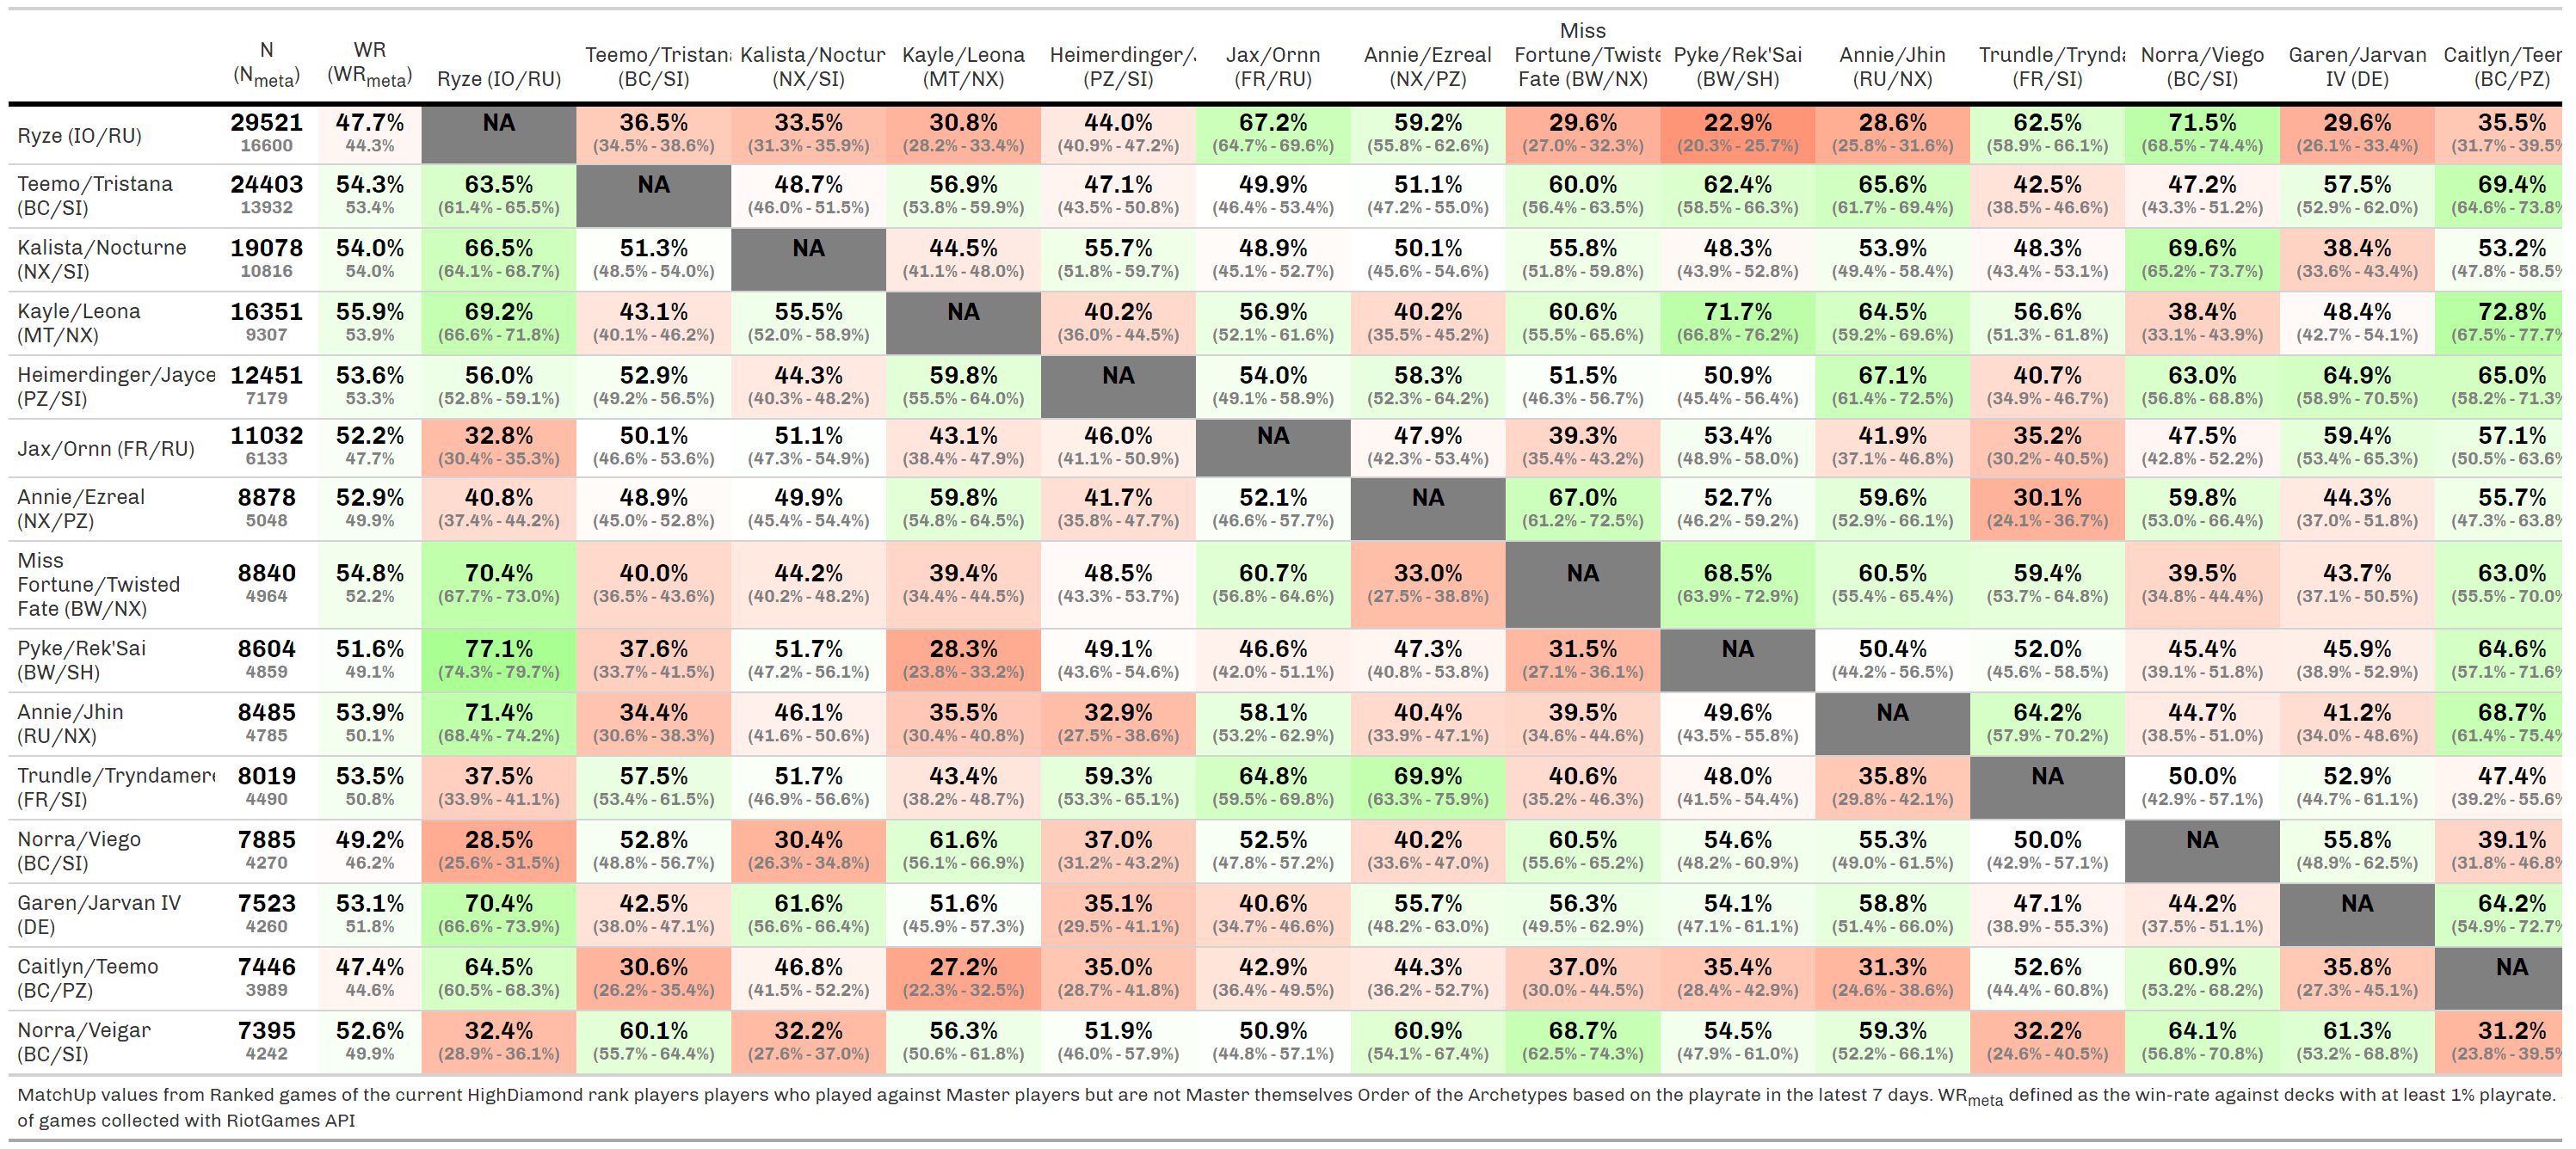 N (N_meta) WR (WR_meta) Ryze (IO/RU) Teemo/Tristana (BC/SI) Kalista/Noctur (NX/SI) Kayle/Leona (MT/NX) Heimerdinger/J (PZ/SI) Jax/Ornn (FR/RU) Annie/Ezreal (NX/PZ) Miss Fortune/Twiste Fate (BW/NX) Pyke/Rek'Sai (BW/SH) Annie/Jhin (RU/NX) Trundle/Trynda (FR/SI) Norra/Viego (BC/SI) Garen/Jarvan IV (DE) Caitlyn/Teer (BC/PZ)
Ryze (IO/RU) 29521 47.7% NA 36.5% 33.5% 30.8% 44.0% 67.2% 59.2% 29.6% 22.9% 28.6% 62.5% 71.5% 29.6% 35.5%
16600 44.3% (34.5% - 38.6%) (31.3% - 35.9%) (28.2% - 33.4%) (40.9% - 47.2%) (64.7% - 69.6%) (55.8% - 62.6%) (27.0% - 32.3%) (20.3% - 25.7%) (25.8% - 31.6%) (58.9% - 66.1%) (68.5% - 74.4%) (26.1% - 33.4%) (31.7% - 39.5%
Teemo/Tristana 24403 54.3% 63.5% NA 48.7% 56.9% 47.1% 49.9% 51.1% 60.0% 62.4% 65.6% 42.5% 47.2% 57.5% 69.4%
(BC/SI) 13932 53.4% (61.4% - 65.5%) (46.0% - 51.5%) (53.8% - 59.9%) (43.5% - 50.8%) (46.4% - 53.4%) (47.2% - 55.0%) (56.4% - 63.5%) (58.5% - 66.3%) (61.7% - 69.4%) (38.5% - 46.6%) (43.3% - 51.2%) (52.9% - 62.0%) (64.6% - 73.8%
Kalista/Nocturne 19078 54.0% 66.5% 51.3% NA 44.5% 55.7% 48.9% 50.1% 55.8% 48.3% 53.9% 48.3% 69.6% 38.4% 53.2%
(NX/SI) 10816 54.0% (64.1% - 68.7%) (48.5% - 54.0%) (41.1% - 48.0%) (51.8% - 59.7%) (45.1% - 52.7%) (45.6% - 54.6%) (51.8% - 59.8%) (43.9% - 52.8%) (49.4% - 58.4%) (43.4% - 53.1%) (65.2% - 73.7%) (33.6% - 43.4%) (47.8% - 58.5%
Kayle/Leona 16351 55.9% 69.2% 43.1% 55.5% NA 40.2% 56.9% 40.2% 60.6% 71.7% 64.5% 56.6% 38.4% 48.4% 72.8%
(MT/NX) 9307 53.9% (66.6% - 71.8%) (40.1% - 46.2%) (52.0% - 58.9%) (36.0% - 44.5%) (52.1% - 61.6%) (35.5% - 45.2%) (55.5% - 65.6%) (66.8% - 76.2%) (59.2% - 69.6%) (51.3% - 61.8%) (33.1% - 43.9%) (42.7% - 54.1%) (67.5% - 77.7%
Heimerdinger/Jayce 12451 53.6% 56.0% 52.9% 44.3% 59.8% NA 54.0% 58.3% 51.5% 50.9% 67.1% 40.7% 63.0% 64.9% 65.0%
(PZ/SI) 7179 53.3% (52.8% - 59.1%) (49.2% - 56.5%) (40.3% - 48.2%) (55.5% - 64.0%) (49.1% - 58.9%) (52.3% - 64.2%) (46.3% - 56.7%) (45.4% - 56.4%) (61.4% - 72.5%) (34.9% - 46.7%) (56.8% - 68.8%) (58.9% - 70.5%) (58.2% - 71.3%
Jax/Ornn (FR/RU) 11032 52.2% 32.8% 50.1% 51.1% 43.1% 46.0% NA 47.9% 39.3% 53.4% 41.9% 35.2% 47.5% 59.4% 57.1%
6133 47.7% (30.4% - 35.3%) (46.6% - 53.6%) (47.3% - 54.9%) (38.4% - 47.9%) (41.1% - 50.9%) (42.3% - 53.4%) (35.4% - 43.2%) (48.9% - 58.0%) (37.1% - 46.8%) (30.2% - 40.5%) (42.8% - 52.2%) (53.4% - 65.3%) (50.5% - 63.6%
Annie/Ezreal 8878 52.9% 40.8% 48.9% 49.9% 59.8% 41.7% 52.1% NA 67.0% 52.7% 59.6% 30.1% 59.8% 44.3% 55.7%
(NX/PZ) 5048 49.9% (37.4% - 44.2%) (45.0% - 52.8%) (45.4% - 54.4%) (54.8% - 64.5%) (35.8% - 47.7%) (46.6% - 57.7%) (61.2% - 72.5%) (46.2% - 59.2%) (52.9% - 66.1%) (24.1% - 36.7%) (53.0% - 66.4%) (37.0% - 51.8%) (47.3% - 63.8%
Miss
Fortune/Twisted 8840 54.8% 70.4% 40.0% 44.2% 39.4% 48.5% 60.7% 33.0% NA 68.5% 60.5% 59.4% 39.5% 43.7% 63.0%
Fate (BW/NX) 4964 52.2% (67.7% - 73.0%) (36.5% - 43.6%) (40.2% - 48.2%) (34.4% - 44.5%) (43.3% - 53.7%) (56.8% - 64.6%) (27.5% - 38.8%) (63.9% - 72.9%) (55.4% - 65.4%) (53.7% - 64.8%) (34.8% - 44.4%) (37.1% - 50.5%) (55.5% - 70.0%
Pyke/Rek'Sai 8604 51.6% 77.1% 37.6% 51.7% 28.3% 49.1% 46.6% 47.3% 31.5% NA 50.4% 52.0% 45.4% 45.9% 64.6%
(BW/SH) 4859 49.1% (74.3% - 79.7%) (33.7% - 41.5%) (47.2% - 56.1%) (23.8% - 33.2%) (43.6% - 54.6%) (42.0% - 51.1%) (40.8% - 53.8%) (27.1% - 36.1%) (44.2% - 56.5%) (45.6% - 58.5%) (39.1% - 51.8%) (38.9% - 52.9%) (57.1% - 71.6%
Annie/Jhin 8485 53.9% 71.4% 34.4% 46.1% 35.5% 32.9% 58.1% 40.4% 39.5% 49.6% NA 64.2% 44.7% 41.2% 68.7%
(RU/NX) 4785 50.1% (68.4% - 74.2%) (30.6% - 38.3%) (41.6% - 50.6%) (30.4% - 40.8%) (27.5% - 38.6%) (53.2% - 62.9%) (33.9% - 47.1%) (34.6% - 44.6%) (43.5% - 55.8%) (57.9% - 70.2%) (38.5% - 51.0%) (34.0% - 48.6%) (61.4% - 75.4%
Trundle/Tryndamere 8019 53.5% 37.5% 57.5% 51.7% 43.4% 59.3% 64.8% 69.9% 40.6% 48.0% 35.8% NA 50.0% 52.9% 47.4%
(FR/SI) 4490 50.8% (33.9% - 41.1%) (53.4% - 61.5%) (46.9% - 56.6%) (38.2% - 48.7%) (53.3% - 65.1%) (59.5% - 69.8%) (63.3% - 75.9%) (35.2% - 46.3%) (41.5% - 54.4%) (29.8% - 42.1%) (42.9% - 57.1%) (44.7% - 61.1%) (39.2% - 55.6%
Norra/Viego 7885 49.2% 28.5% 52.8% 30.4% 61.6% 37.0% 52.5% 40.2% 60.5% 54.6% 55.3% 50.0% NA 55.8% 39.1%
(BC/SI) 4270 46.2% (25.6% - 31.5%) (48.8% - 56.7%) (26.3% - 34.8%) (56.1% - 66.9%) (31.2% - 43.2%) (47.8% - 57.2%) (33.6% - 47.0%) (55.6% - 65.2%) (48.2% - 60.9%) (49.0% - 61.5%) (42.9% - 57.1%) (48.9% - 62.5%) (31.8% - 46.8%
Garen/Jarvan IV 7523 53.1% 70.4% 42.5% 61.6% 51.6% 35.1% 40.6% 55.7% 56.3% 54.1% 58.8% 47.1% 44.2% NA 64.2%
(DE) 4260 51.8% (66.6% - 73.9%) (38.0% - 47.1%) (56.6% - 66.4%) (45.9% - 57.3%) (29.5% - 41.1%) (34.7% - 46.6%) (48.2% - 63.0%) (49.5% - 62.9%) (47.1% - 61.1%) (51.4% - 66.0%) (38.9% - 55.3%) (37.5% - 51.1%) (54.9% - 72.7%
Caitlyn/Teemo 7446 47.4% 64.5% 30.6% 46.8% 27.2% 35.0% 42.9% 44.3% 37.0% 35.4% 31.3% 52.6% 60.9% 35.8% NA
(BC/PZ) 3989 44.6% (60.5% - 68.3%) (26.2% - 35.4%) (41.5% - 52.2%) (22.3% - 32.5%) (28.7% - 41.8%) (36.4% - 49.5%) (36.2% - 52.7%) (30.0% - 44.5%) (28.4% - 42.9%) (24.6% - 38.6%) (44.4% - 60.8%) (53.2% - 68.2%) (27.3% - 45.1%)
Norra/Veigar 7395 52.6% 32.4% 60.1% 32.2% 56.3% 51.9% 50.9% 60.9% 68.7% 54.5% 59.3% 32.2% 64.1% 61.3% 31.2%
(BC/SI) 4242 49.9% (28.9% - 36.1%) (55.7% - 64.4%) (27.6% - 37.0%) (50.6% - 61.8%) (46.0% - 57.9%) (44.8% - 57.1%) (54.1% - 67.4%) (62.5% - 74.3%) (47.9% - 61.0%) (52.2% - 66.1%) (24.6% - 40.5%) (56.8% - 70.8%) (53.2% - 68.8%) (23.8% - 39.5%
MatchUp values from Ranked games of the current HighDiamond rank players players who played against Master players but are not Master themselves Order of the Archetypes based on the playrate in the latest 7 days. WR_meta defined as the win-rate against decks with at least 1% playrate.
of games collected with RiotGames API